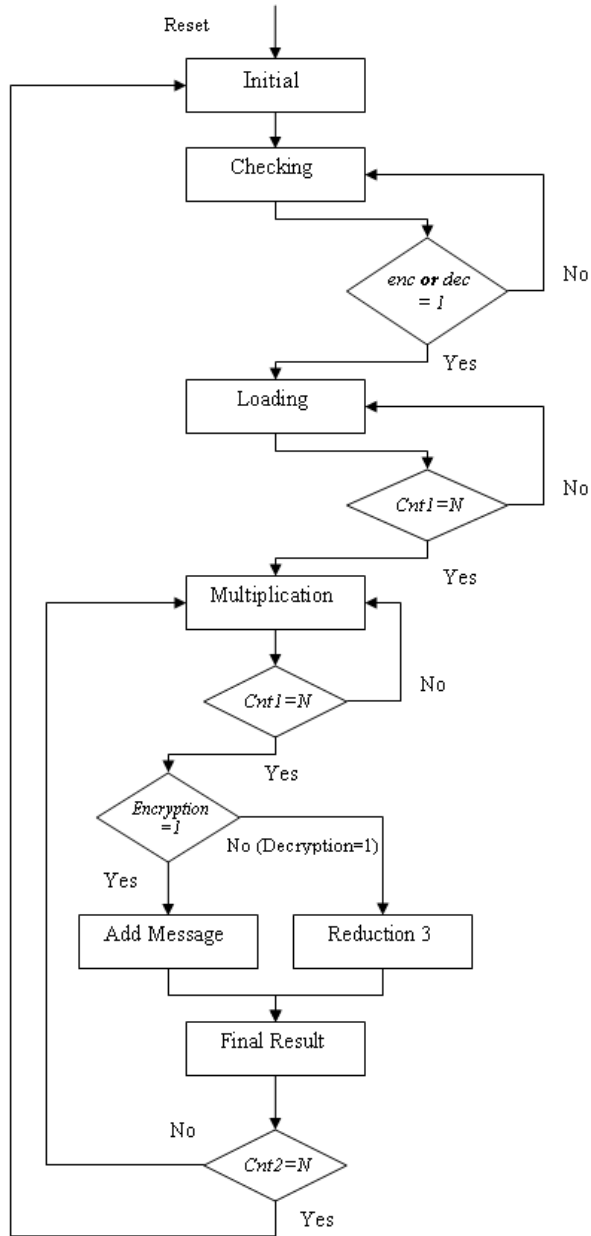 Reset
Initial
Checking
enc or dec
= 1
No
Yes
Loading
Cnt1=N
No
Yes
Multiplication
Cnt1=N
No
Yes
Encryption
=1
No (Decryption=1)
Yes
Add Message
Reduction 3
Final Result
No
Cnt2=N
Yes